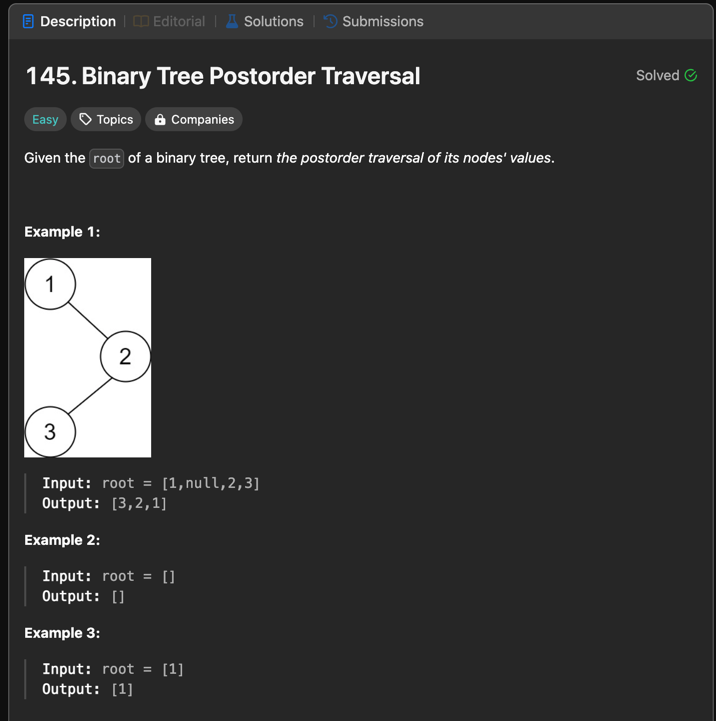 Description | Editorial | Solutions | Submissions
145. Binary Tree Postorder Traversal
Solved
Easy Topics Companies
Given the root of a binary tree, return the postorder traversal of its nodes' values.
Example 1:
1
2
3
Input: root = [1,null,2,3]
Output: [3,2,1]
Example 2:
Input: root = []
Output: []
Example 3:
Input: root = [1]
Output: [1]